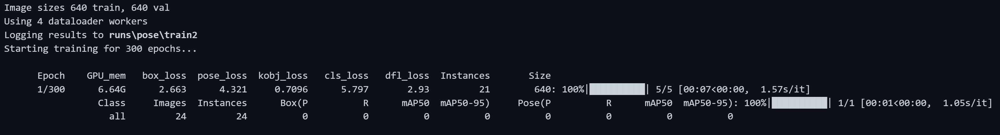 Image sizes 640 train, 640 val
Using 4 dataloader workers
Logging results to runs\pose\train2
Starting training for 300 epochs...
Epoch GPU_mem box_loss pose_loss kobj_loss cls_loss dfl_loss Instances Size
1/300 6.64G 2.663 4.321 0.7096 5.797 2.93 21 640: 100%|██████████| 5/5 [00:07<00:00, 1.57s/it]
Class Images Instances Box(P R mAP50 mAP50-95) Pose(P R mAP50 mAP50-95): 100%|██████████| 1/1 [00:01<00:00, 1.05s/it]
all 24 24 0 0 0 0 0 0 0 0